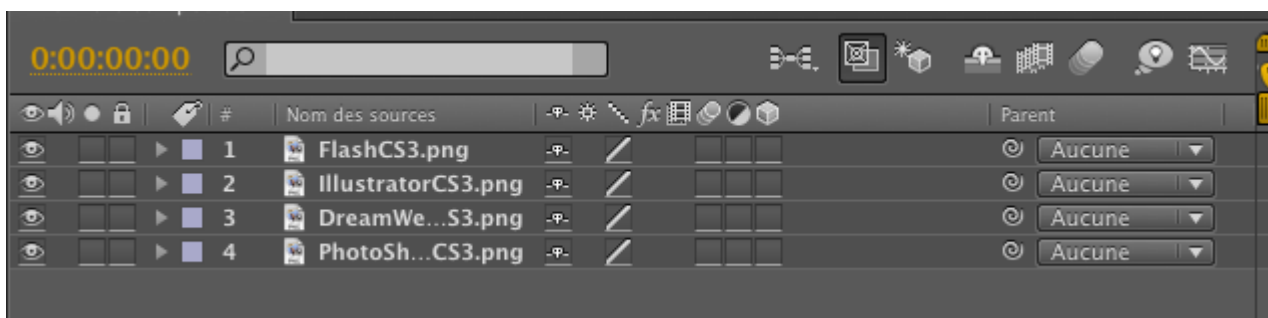 0:00:00:00
# Nom des sources fx Parent
1 FlashCS3.png Aucune
2 IllustratorCS3.png Aucune
3 DreamWe...S3.png Aucune
4 PhotoSh...CS3.png Aucune